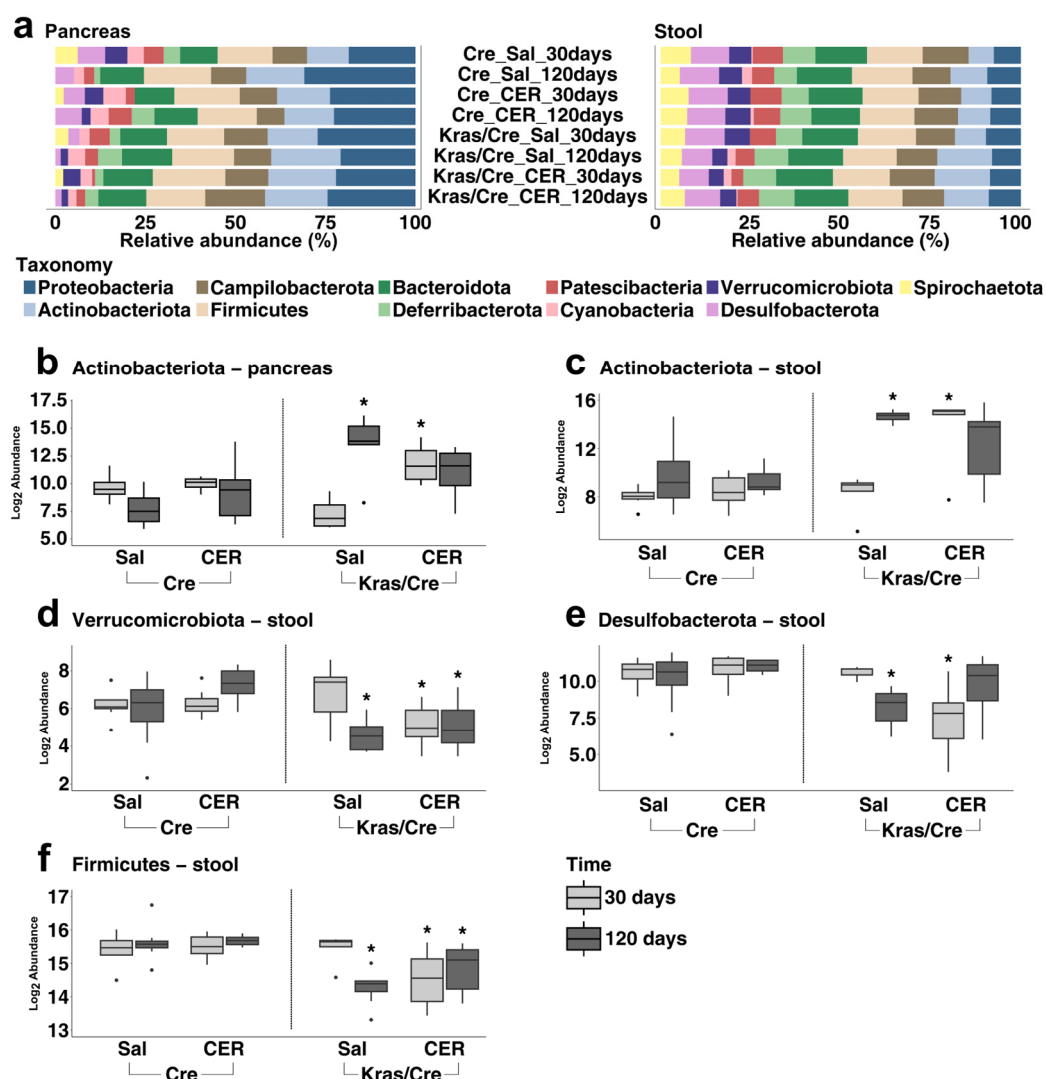 a Pancreas Stool
Cre_Sal_30days
Cre_Sal_120days
Cre_CER_30days
Cre_CER_120days
Kras/Cre_Sal_30days
Kras/Cre_Sal_120days
Kras/Cre_CER_30days
Kras/Cre_CER_120days
0 25 50 75 100 0 25 50 75 100
Relative abundance (%) Relative abundance (%)
Taxonomy
Proteobacteria Campilobacterota Bacteroidota Patescibacteria Verrucomicrobiota Spirochaetota
Actinobacteriota Firmicutes Deferribacterota Cyanobacteria Desulfobacterota
b Actinobacteriota – pancreas
Log2 Abundance
17.5
15.0
12.5
10.0
7.5
5.0
* *
Sal CER Sal CER
Cre Kras/Cre
c Actinobacteriota – stool
Log2 Abundance
16
12
8
* *
Sal CER Sal CER
Cre Kras/Cre
d Verrucomicrobiota – stool
Log2 Abundance
8
6
4
2
* * *
Sal CER Sal CER
Cre Kras/Cre
e Desulfobacterota – stool
Log2 Abundance
10.0
7.5
5.0
* *
Sal CER Sal CER
Cre Kras/Cre
f Firmicutes – stool
Log2 Abundance
17
16
15
14
13
* * *
Sal CER Sal CER
Cre Kras/Cre
Time
30 days
120 days